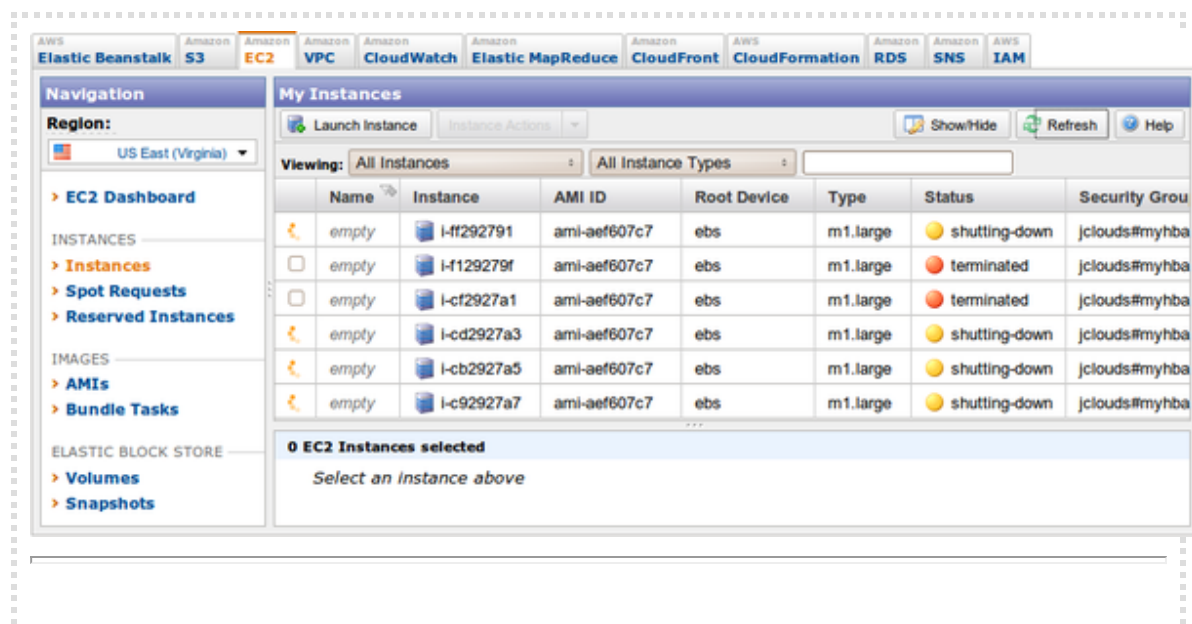 AWS Amazon Amazon Amazon Amazon Amazon Amazon AWS Amazon Amazon AWS
Elastic Beanstalk S3 EC2 VPC CloudWatch Elastic MapReduce CloudFront CloudFormation RDS SNS IAM
Navigation
Region:
US East (Virginia)
> EC2 Dashboard
INSTANCES
> Instances
> Spot Requests
> Reserved Instances
IMAGES
> AMIs
> Bundle Tasks
ELASTIC BLOCK STORE
> Volumes
> Snapshots
My Instances
Launch Instance Instance Actions Show/Hide Refresh Help
Viewing: All Instances All Instance Types
Name Instance AMI ID Root Device Type Status Security Grou
empty i-ff292791 ami-aef607c7 ebs m1.large shutting-down jclouds#myhba
empty i-f129279f ami-aef607c7 ebs m1.large terminated jclouds#myhba
empty i-cf2927a1 ami-aef607c7 ebs m1.large terminated jclouds#myhba
empty i-cd2927a3 ami-aef607c7 ebs m1.large shutting-down jclouds#myhba
empty i-cb2927a5 ami-aef607c7 ebs m1.large shutting-down jclouds#myhba
empty i-c92927a7 ami-aef607c7 ebs m1.large shutting-down jclouds#myhba
0 EC2 Instances selected
Select an instance above